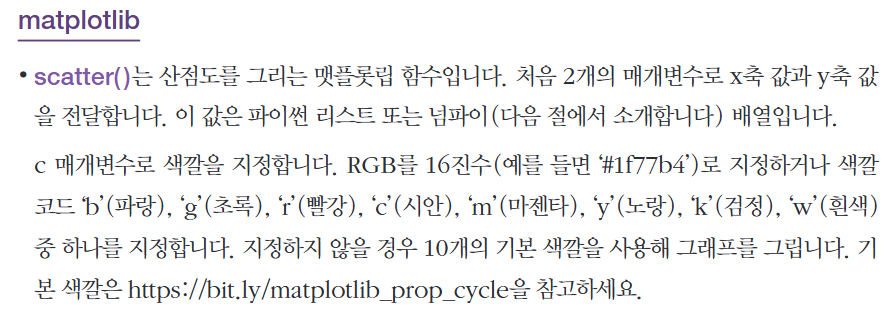 matplotlib
• scatter()는 산점도를 그리는 맷플롯립 함수입니다. 처음 2개의 매개변수로 x축 값과 y축 값
을 전달합니다. 이 값은 파이썬 리스트 또는 넘파이(다음 절에서 소개합니다) 배열입니다.
c 매개변수로 색깔을 지정합니다. RGB를 16진수(예를 들면 ‘#1f77b4’)로 지정하거나 색깔
코드 ‘b’(파랑), ‘g’(초록), ‘r’(빨강), ‘c’(시안), ‘m’(마젠타), ‘y’(노랑), ‘k’(검정), ‘w’(흰색)
중 하나를 지정합니다. 지정하지 않을 경우 10개의 기본 색깔을 사용해 그래프를 그립니다. 기
본 색깔은 https://bit.ly/matplotlib_prop_cycle을 참고하세요.